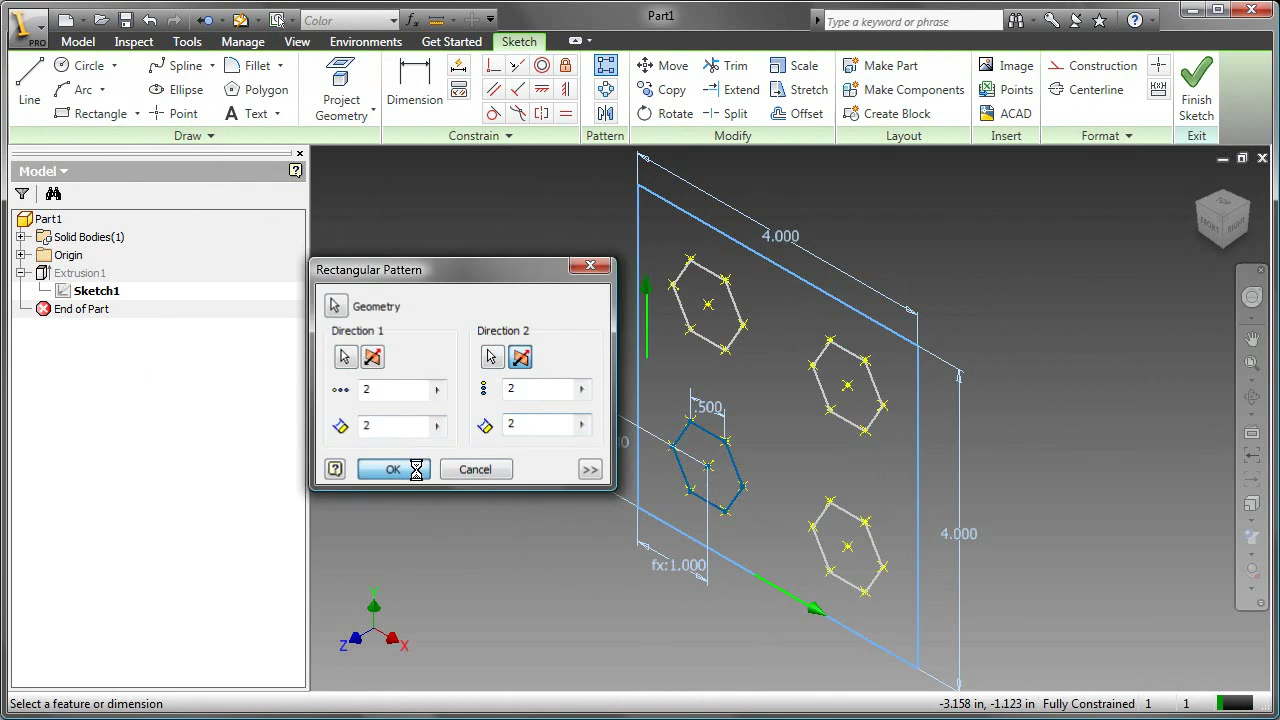 PRO
Color
Part1
Type a keyword or phrase
Model
Inspect
Tools
Manage
View
Environments
Get Started
Sketch
Line
Circle
Arc
Rectangle
Spline
Ellipse
Point
Fillet
Polygon
Text
Project Geometry
Dimension
Move
Copy
Rotate
Trim
Extend
Split
Scale
Stretch
Offset
Make Part
Make Components
Create Block
Image
Points
ACAD
Construction
Centerline
Finish Sketch
Draw
Constrain
Pattern
Modify
Layout
Insert
Format
Exit
Model
Part1
Solid Bodies(1)
Origin
Extrusion1
Sketch1
End of Part
Rectangular Pattern
Geometry
Direction 1
Direction 2
2
2
2
2
OK
Cancel
>>
4.000
.500
4.000
fx:1.000
TOP
FRONT
RIGHT
Y
Z
X
Select a feature or dimension
-3.158 in, -1.123 in
Fully Constrained
1
1